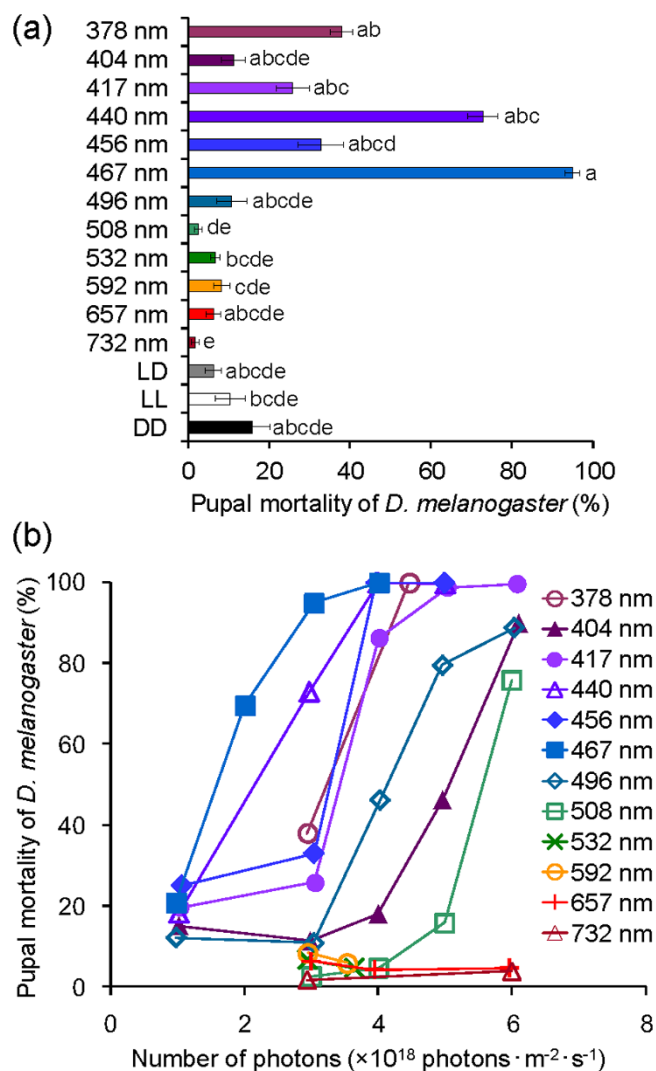 (a)
378 nm ab
404 nm abcde
417 nm abc
440 nm abc
456 nm abcd
467 nm a
496 nm abcde
508 nm de
532 nm bcde
592 nm cde
657 nm abcde
732 nm e
LD abcde
LL bcde
DD abcde
0 20 40 60 80 100
Pupal mortality of D. melanogaster (%)
(b)
Pupal mortality of D. melanogaster (%)
100
80
60
40
20
0
0 2 4 6 8
Number of photons (×10¹⁸ photons·m⁻²·s⁻¹)
378 nm
404 nm
417 nm
440 nm
456 nm
467 nm
496 nm
508 nm
532 nm
592 nm
657 nm
732 nm